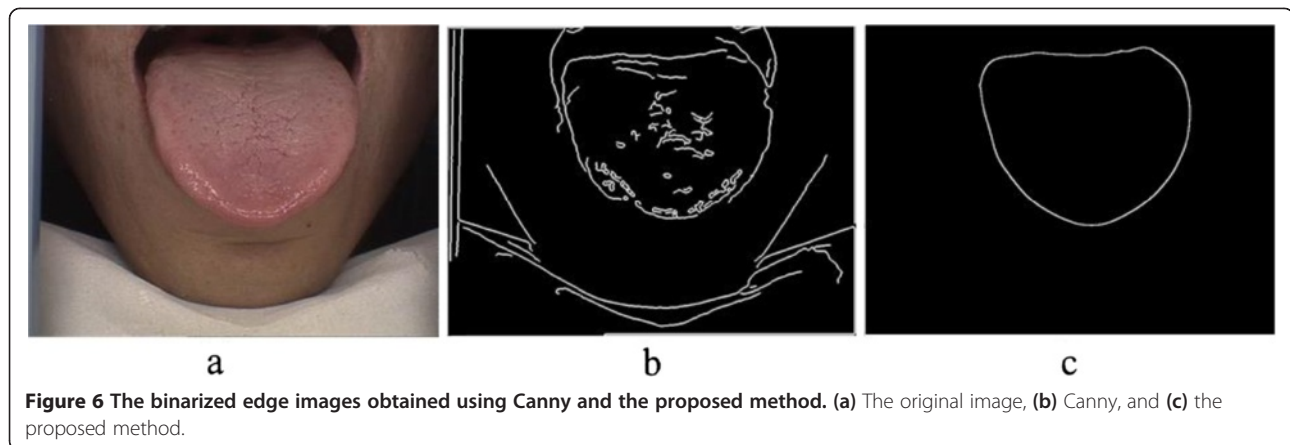 a
b
c
Figure 6 The binarized edge images obtained using Canny and the proposed method. (a) The original image, (b) Canny, and (c) the
proposed method.